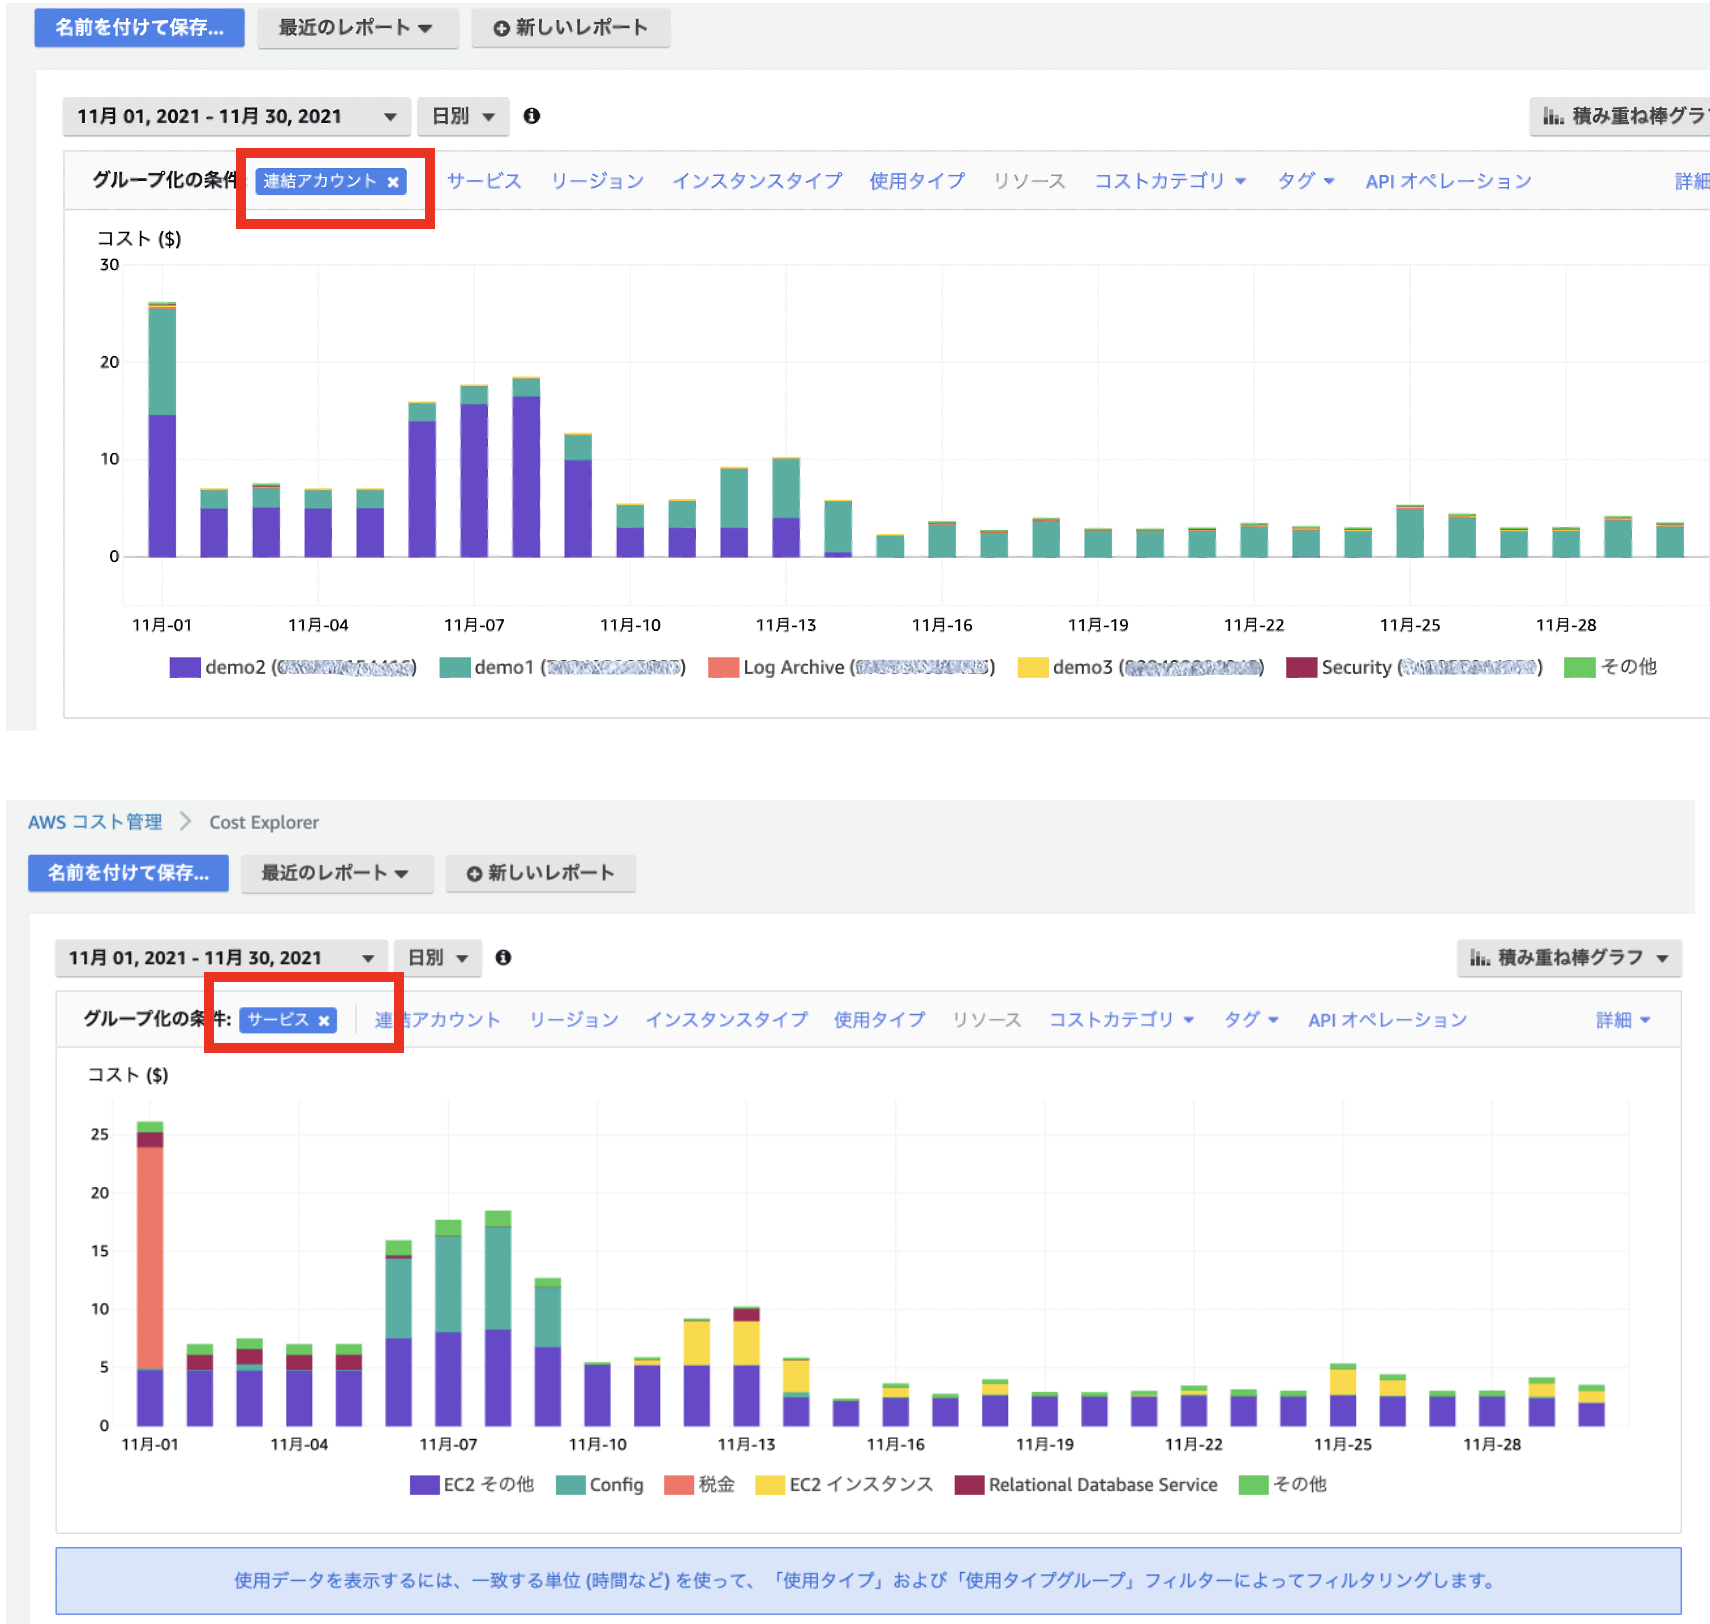 名前を付けて保存... 最近のレポート 新しいレポート
11月 01, 2021 - 11月 30, 2021 日別 積み重ね棒グラフ
グループ化の条件: 連結アカウント サービス リージョン インスタンスタイプ 使用タイプ リソース コストカテゴリ タグ API オペレーション 詳細
コスト ($)
30
20
10
0
11月-01 11月-04 11月-07 11月-10 11月-13 11月-16 11月-19 11月-22 11月-25 11月-28
demo2 demo1 Log Archive demo3 Security その他
AWS コスト管理 Cost Explorer
名前を付けて保存... 最近のレポート 新しいレポート
11月 01, 2021 - 11月 30, 2021 日別 積み重ね棒グラフ
グループ化の条件: サービス 連結アカウント リージョン インスタンスタイプ 使用タイプ リソース コストカテゴリ タグ API オペレーション 詳細
コスト ($)
25
20
15
10
5
0
11月-01 11月-04 11月-07 11月-10 11月-13 11月-16 11月-19 11月-22 11月-25 11月-28
EC2 その他 Config 税金 EC2 インスタンス Relational Database Service その他
使用データを表示するには、一致する単位 (時間など) を使って、「使用タイプ」および「使用タイプグループ」フィルターによってフィルタリングします。